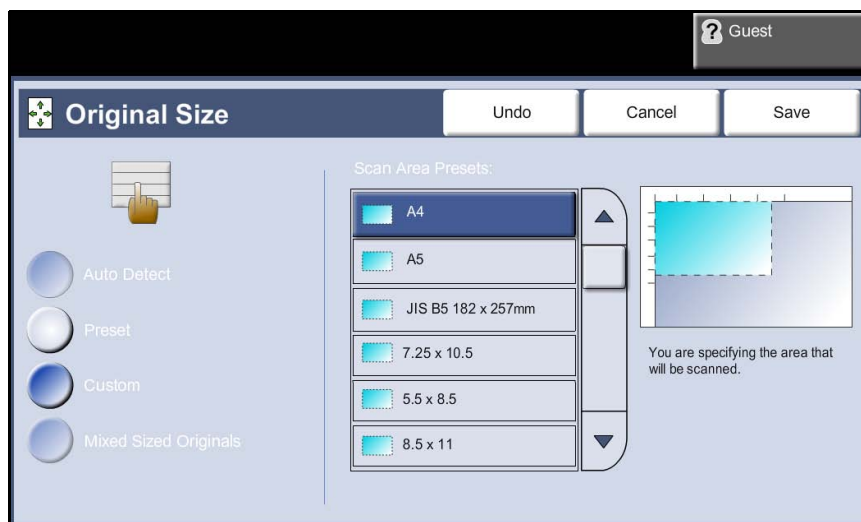 ? Guest
Original Size
Undo
Cancel
Save
Scan Area Presets:
Auto Detect
Preset
Custom
Mixed Sized Originals
A4
A5
JIS B5 182 x 257mm
7.25 x 10.5
5.5 x 8.5
8.5 x 11
You are specifying the area that
will be scanned.